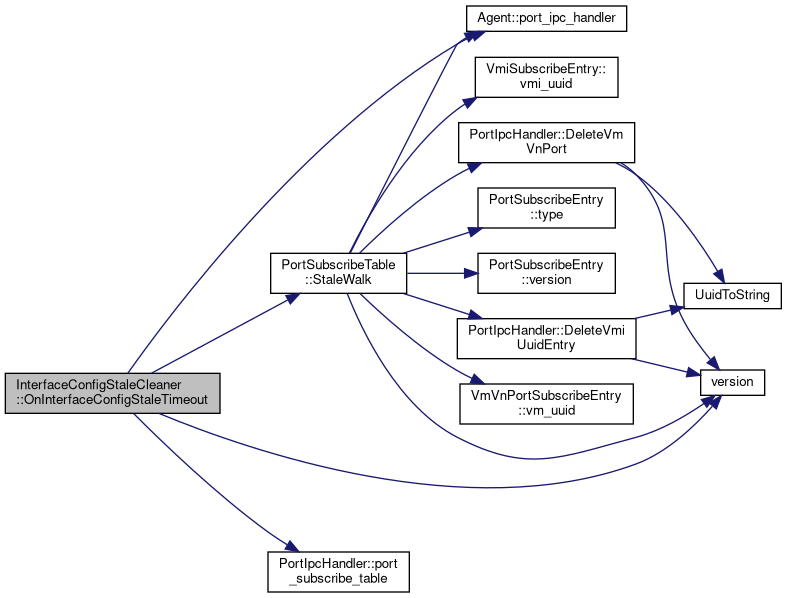 Agent::port_ipc_handler
VmiSubscribeEntry::
vmi_uuid
PortIpcHandler::DeleteVm
VnPort
PortSubscribeEntry
::type
PortSubscribeTable
::StaleWalk
PortSubscribeEntry
::version
UuidToString
PortIpcHandler::DeleteVmi
UuidEntry
InterfaceConfigStaleCleaner
::OnInterfaceConfigStaleTimeout
version
VmVnPortSubscribeEntry
::vm_uuid
PortIpcHandler::port
_subscribe_table